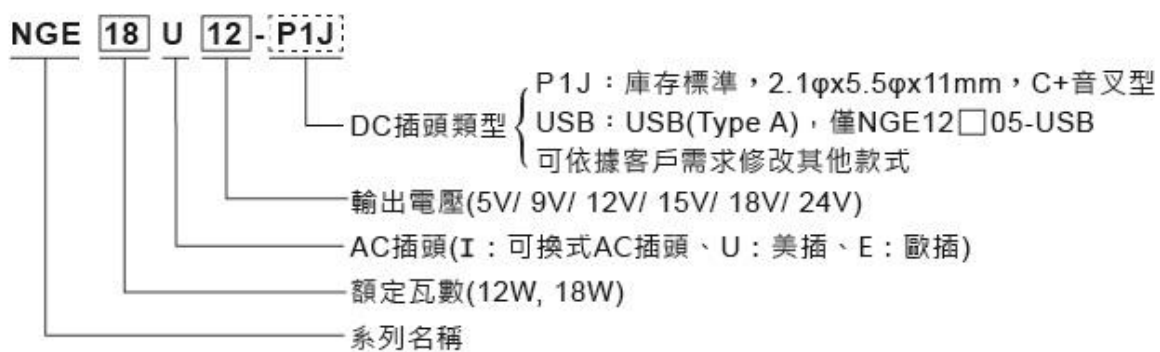 NGE 18 U 12-P1J
P1J：庫存標準，2.1φx5.5φx11mm，C+音叉型
DC插頭類型
USB：USB(Type A)，僅NGE12□05-USB
可依據客戶需求修改其他款式
輸出電壓(5V/ 9V/ 12V/ 15V/ 18V/ 24V)
AC插頭(I：可換式AC插頭、U：美插、E：歐插)
額定瓦數(12W, 18W)
系列名稱